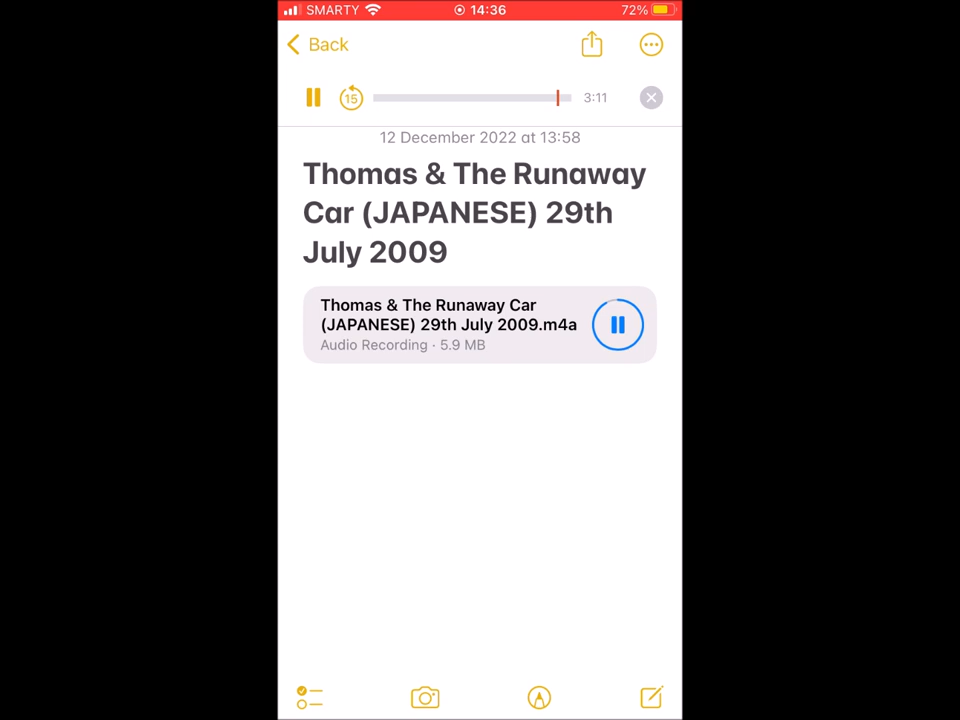 SMARTY 14:36 72%
Back
15 3:11
12 December 2022 at 13:58
Thomas & The Runaway
Car (JAPANESE) 29th
July 2009
Thomas & The Runaway Car
(JAPANESE) 29th July 2009.m4a
Audio Recording · 5.9 MB